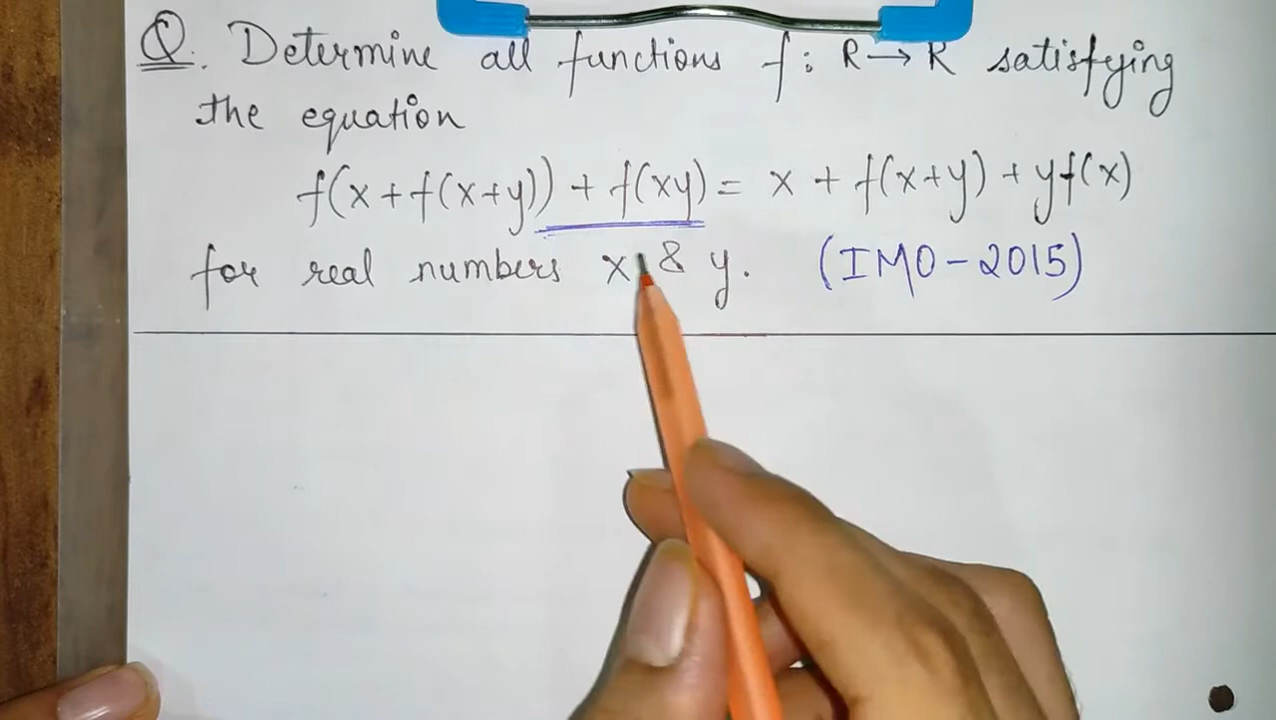 Q. Determine all functions f: R→R satisfying
the equation
f(x+f(x+y)) + f(xy) = x + f(x+y) + yf(x)
for real numbers x & y. (IMO-2015)